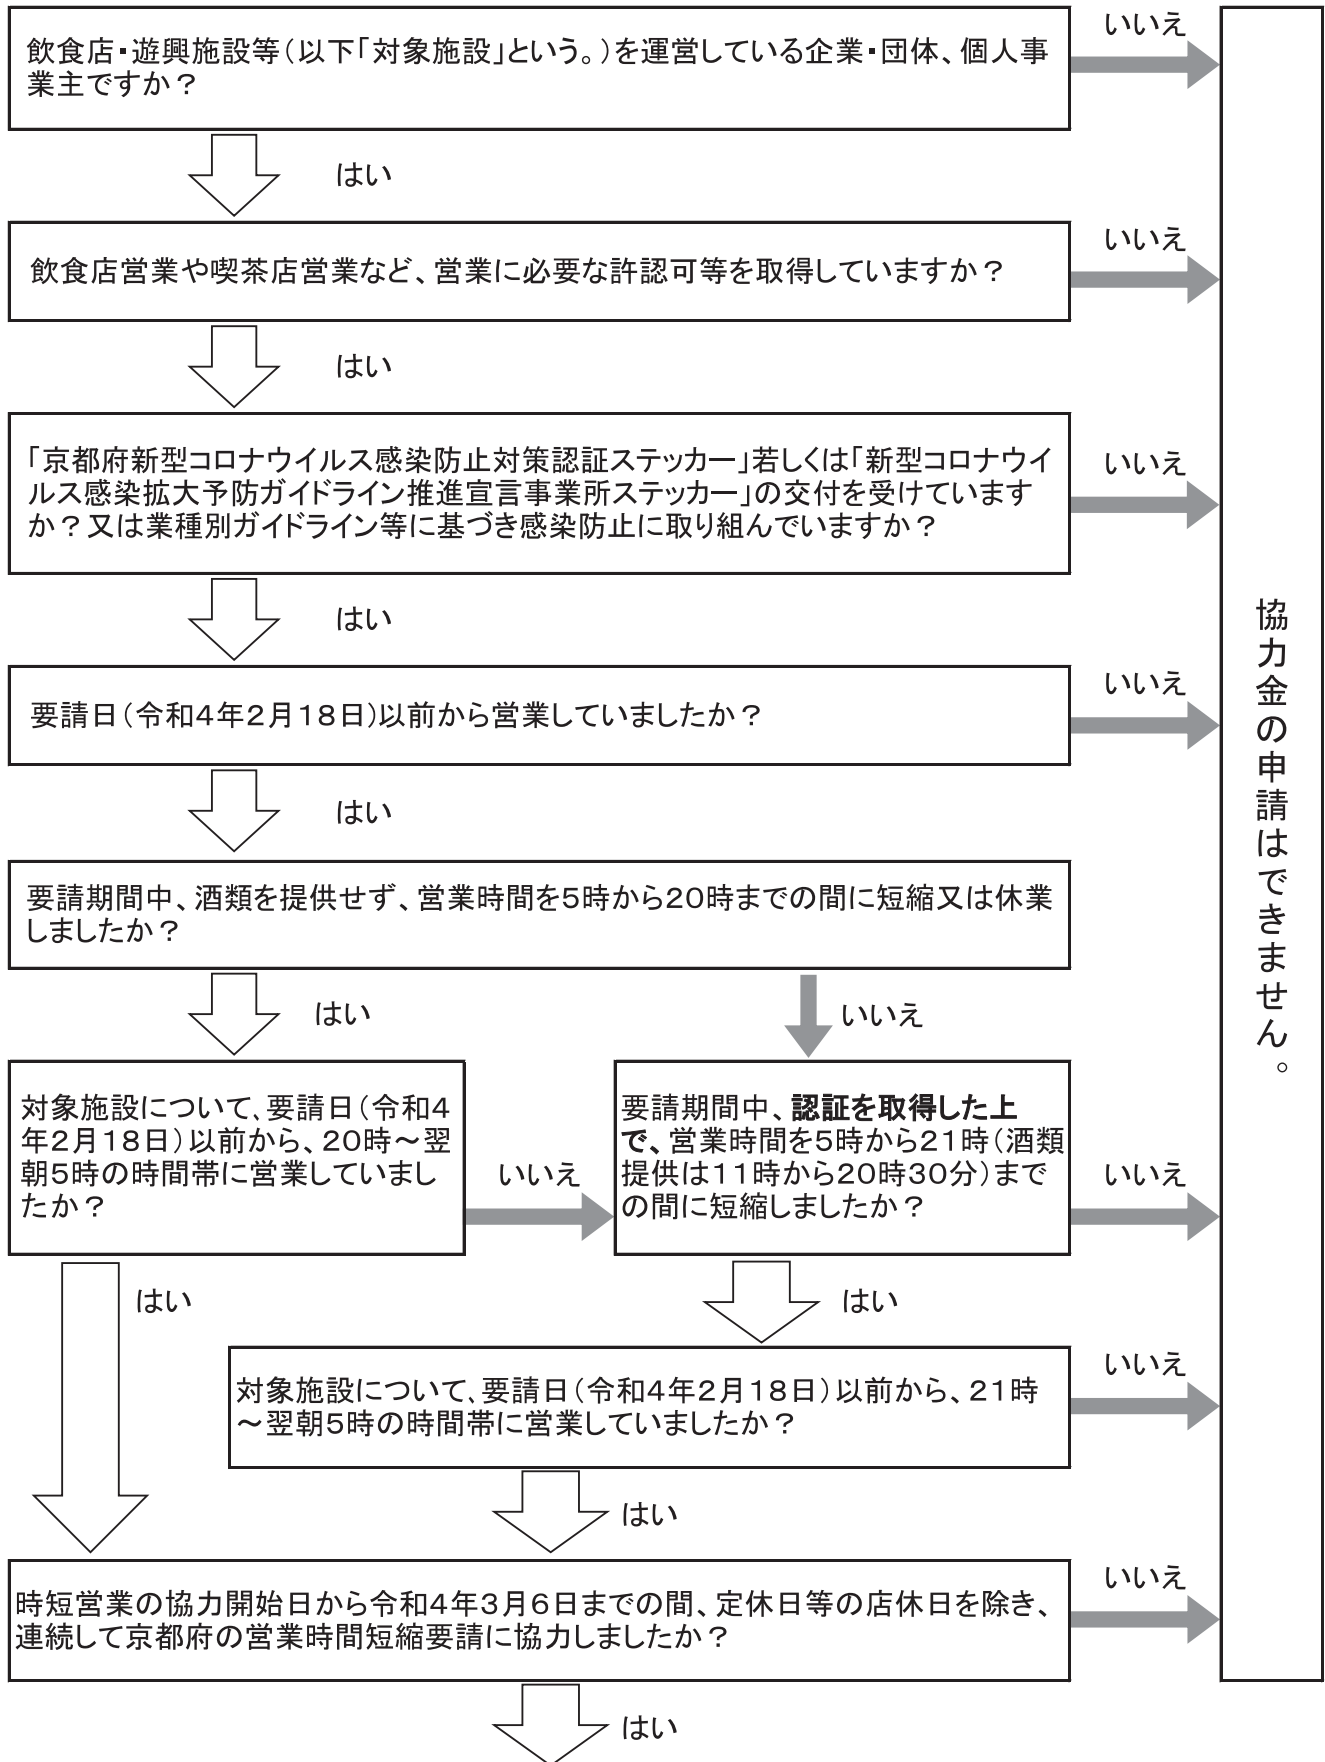 飲食店・遊興施設等(以下「対象施設」という。)を運営している企業・団体、個人事
業主ですか?
いいえ
はい
飲食店営業や喫茶店営業など、営業に必要な許認可等を取得していますか?
いいえ
はい
「京都府新型コロナウイルス感染防止対策認証ステッカー」若しくは「新型コロナウイ
ルス感染拡大予防ガイドライン推進宣言事業所ステッカー」の交付を受けています
か?又は業種別ガイドライン等に基づき感染防止に取り組んでいますか?
いいえ
はい
要請日(令和4年2月18日)以前から営業していましたか?
いいえ
はい
要請期間中、酒類を提供せず、営業時間を5時から20時までの間に短縮又は休業
しましたか?
はい
いいえ
対象施設について、要請日(令和4
年2月18日)以前から、20時~翌
朝5時の時間帯に営業していまし
たか?
いいえ
要請期間中、認証を取得した上
で、営業時間を5時から21時(酒類
提供は11時から20時30分)まで
の間に短縮しましたか?
いいえ
はい
はい
対象施設について、要請日(令和4年2月18日)以前から、21時
~翌朝5時の時間帯に営業していましたか?
いいえ
はい
時短営業の協力開始日から令和4年3月6日までの間、定休日等の店休日を除き、
連続して京都府の営業時間短縮要請に協力しましたか?
いいえ
はい
協力金の申請はできません。